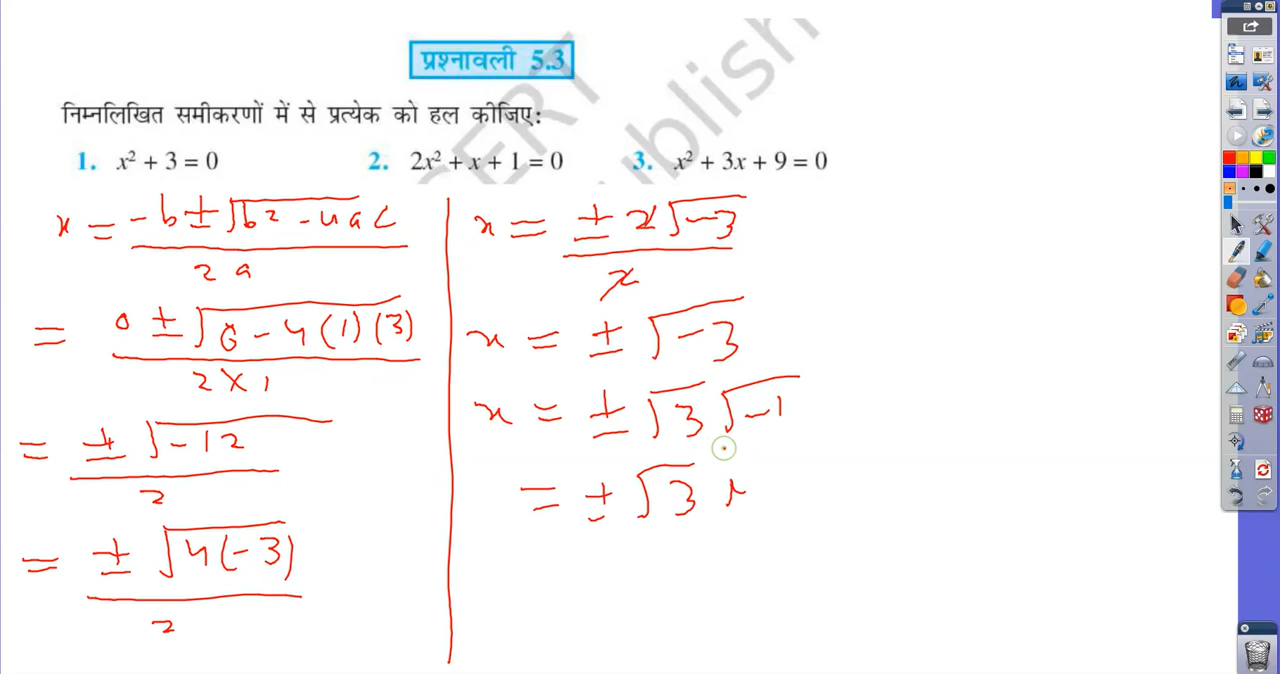 प्रश्नावली 5.3
निम्नलिखित समीकरणों में से प्रत्येक को हल कीजिए:
1. x² + 3 = 0 2. 2x² + x + 1 = 0 3. x² + 3x + 9 = 0
x = (-b ± √(b² - 4ac)) / 2a
= (0 ± √(0 - 4(1)(3))) / 2×1
= ± √-12 / 2
= ± √4(-3) / 2
x = ± 2√-3 / 2
x = ± √-3
x = ± √3 √-1
= ± √3 i